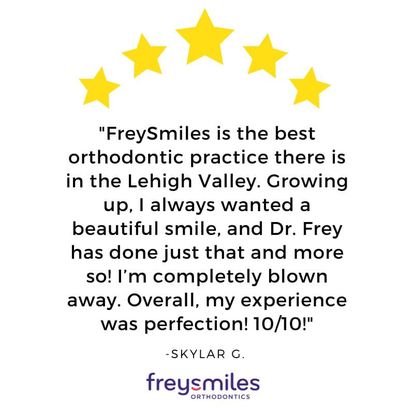 "FreySmiles is the best
orthodontic practice there is
in the Lehigh Valley. Growing
up, I always wanted a
beautiful smile, and Dr. Frey
has done just that and more
so! I’m completely blown
away. Overall, my experience
was perfection! 10/10!"
-SKYLAR G.
freysmiles
ORTHODONTICS